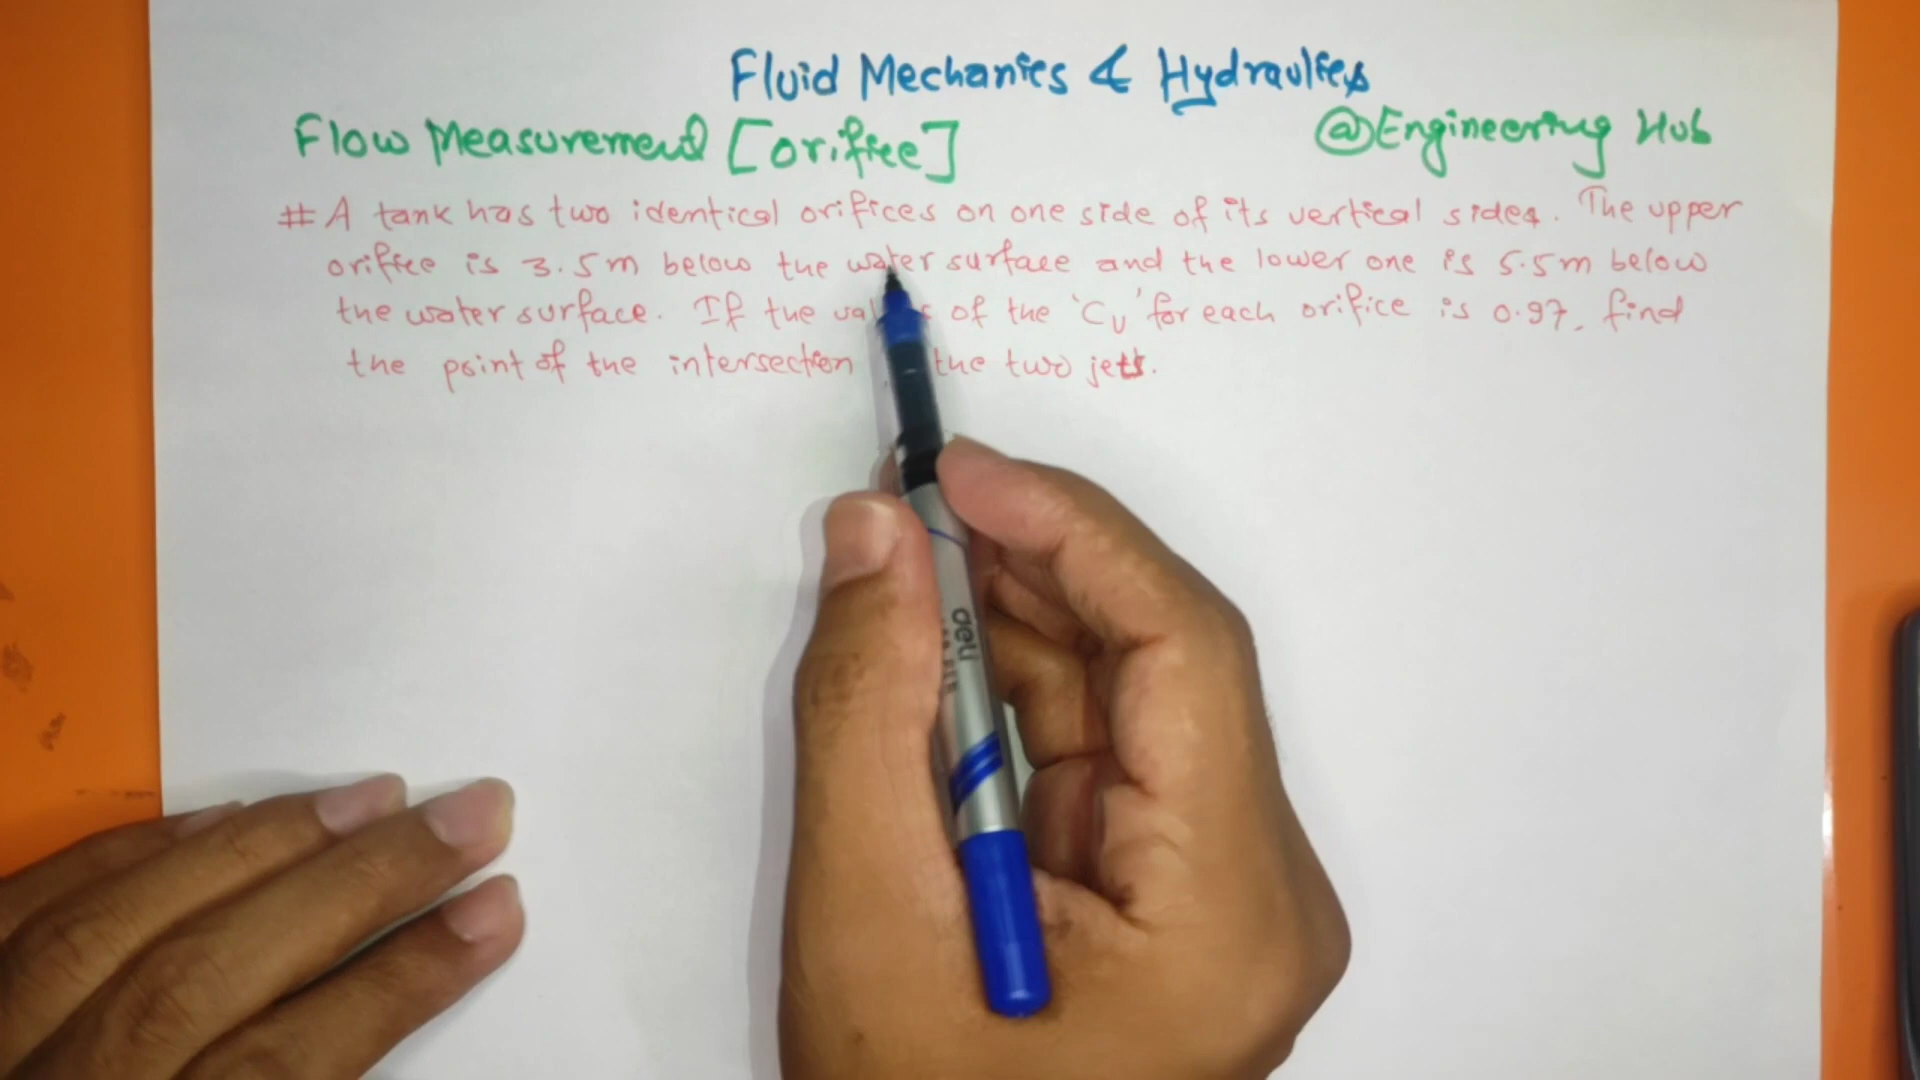 Fluid Mechanics & Hydraulics
Flow Measurement [orifice]
@Engineering Hub
# A tank has two identical orifices on one side of its vertical sides. The upper
orifice is 3.5m below the water surface and the lower one is 5.5m below
the water surface. If the of the 'Cv' for each orifice is 0.97, find
the point of the intersection the two jets.
deli